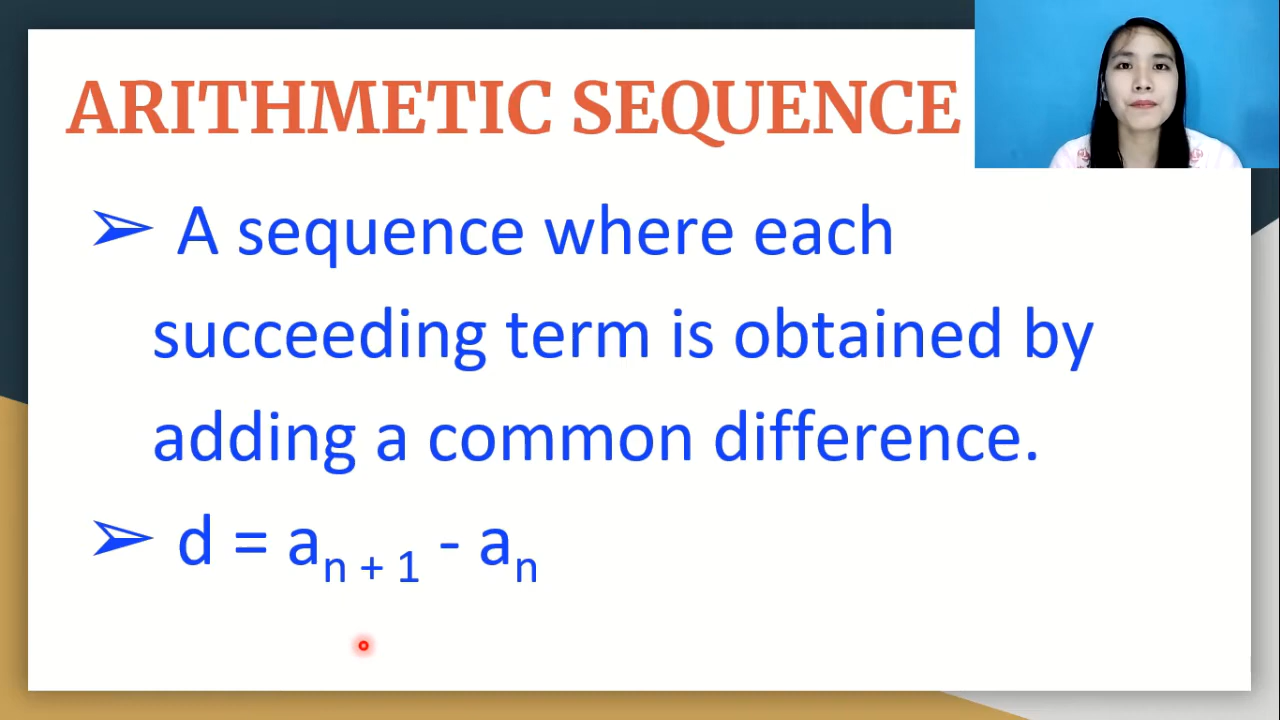 ARITHMETIC SEQUENCE
➢ A sequence where each
succeeding term is obtained by
adding a common difference.
➢ d = aₙ ₊ ₁ - aₙ